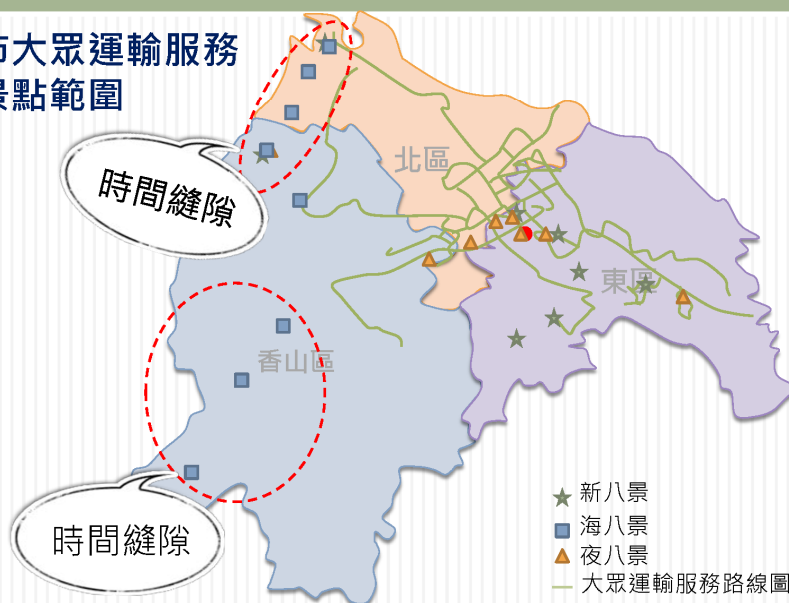 市大眾運輸服務
景點範圍
時間縫隙
北區
東區
香山區
時間縫隙
新八景
海八景
夜八景
大眾運輸服務路線圖